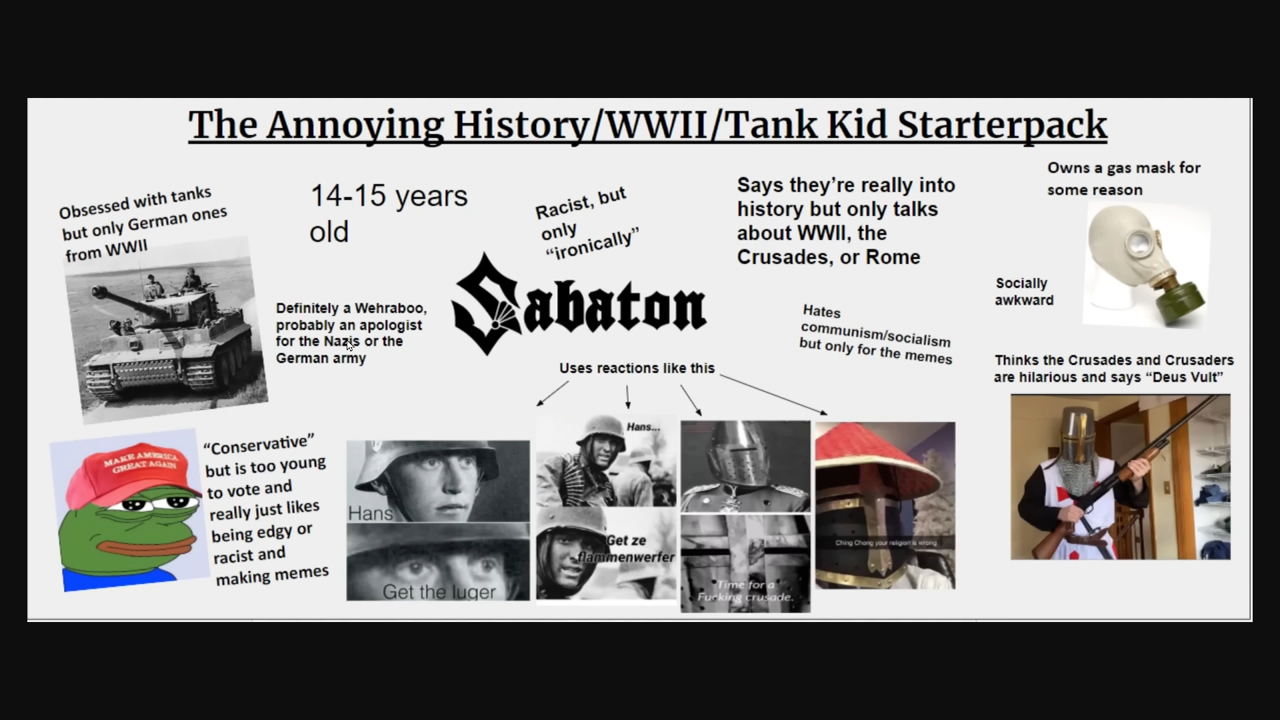 The Annoying History/WWII/Tank Kid Starterpack
Obsessed with tanks
but only German ones
from WWII
14-15 years
old
Racist, but
only
“ironically”
Says they’re really into
history but only talks
about WWII, the
Crusades, or Rome
Owns a gas mask for
some reason
Definitely a Wehraboo,
probably an apologist
for the Nazis or the
German army
Sabaton
Hates
communism/socialism
but only for the memes
Socially
awkward
Uses reactions like this
Thinks the Crusades and Crusaders
are hilarious and says “Deus Vult”
MAKE AMERICA
GREAT AGAIN
“Conservative”
but is too young
to vote and
really just likes
being edgy or
racist and
making memes
Hans
Get the luger
Hans...
Get ze
flammenwerfer
Time for a
Fucking crusade.
Ching Chong your religion is wrong